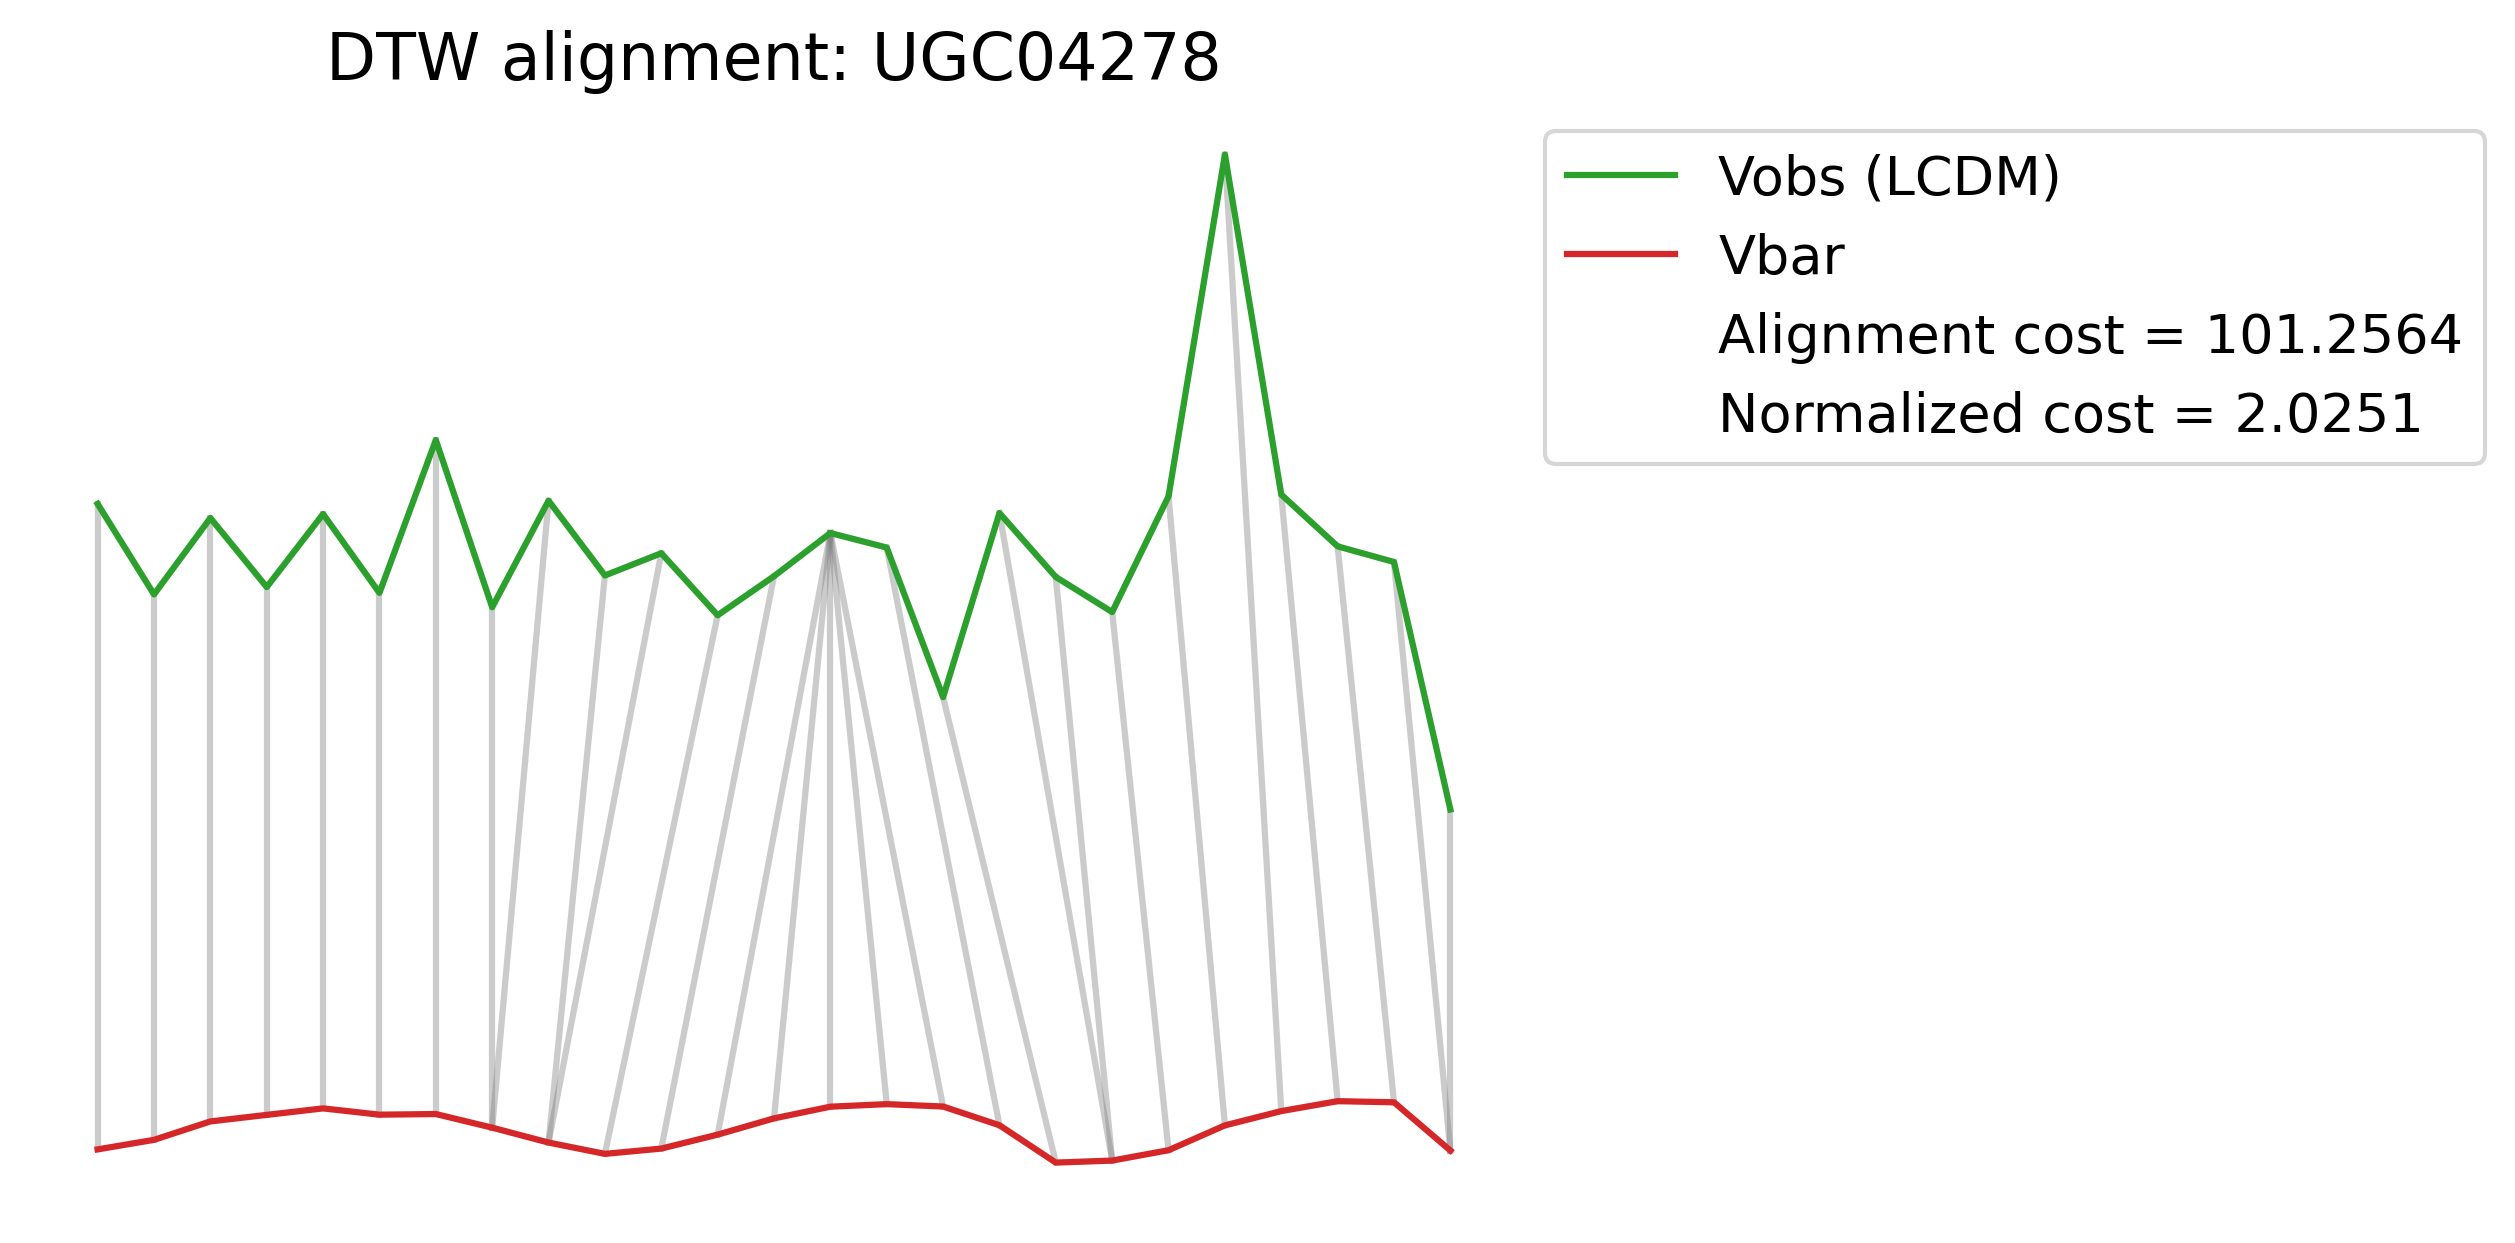 DTW alignment: UGC04278
Vobs (LCDM)
Vbar
Alignment cost = 101.2564
Normalized cost = 2.0251